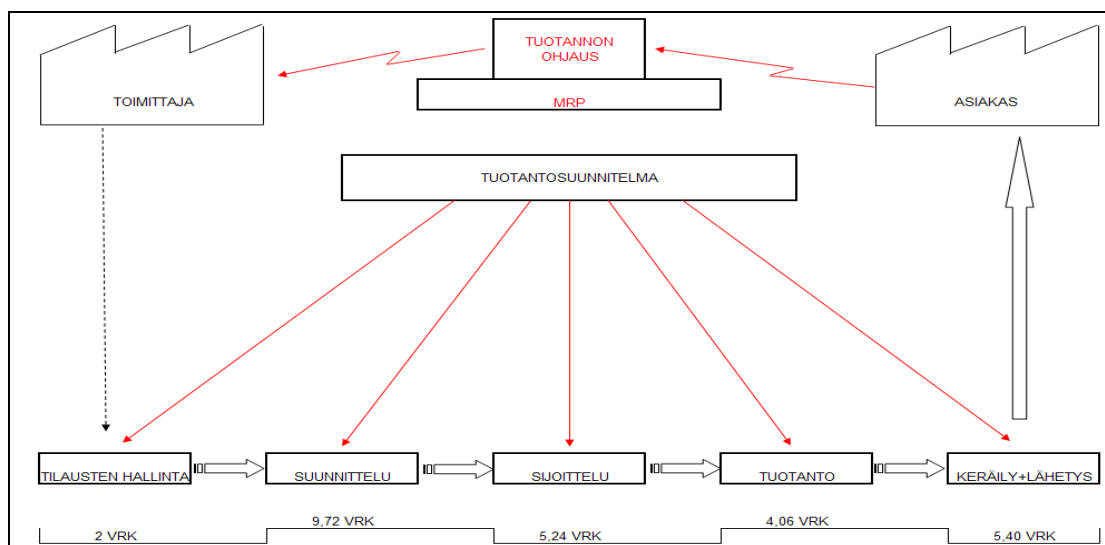 TUOTANNON
OHJAUS
MRP
TOIMITTAJA
ASIAKAS
TUOTANTOSUUNNITELMA
TILAUSTEN HALLINTA
SUUNNITTELU
SIJOITTELU
TUOTANTO
KERÄILY+LÄHETYS
2 VRK
9,72 VRK
5,24 VRK
4,06 VRK
5,40 VRK